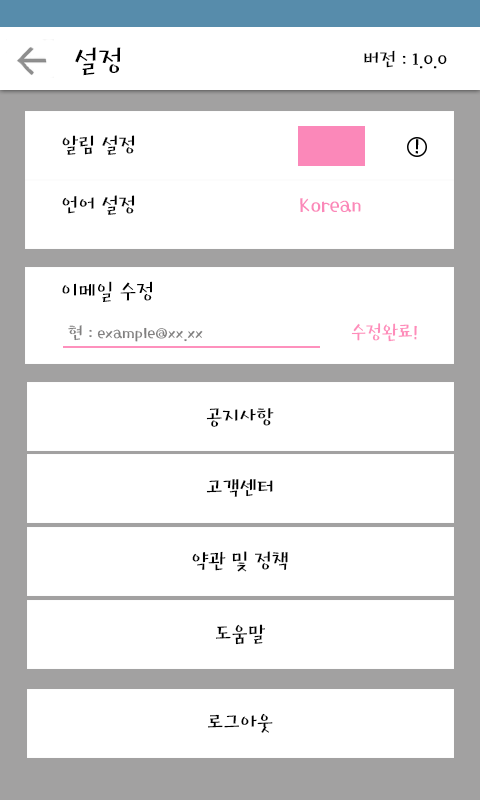 설정
버전 : 1.0.0
알림 설정
언어 설정
Korean
이메일 수정
현 : example@xx.xx
수정완료!
공지사항
고객센터
약관 및 정책
도움말
로그아웃